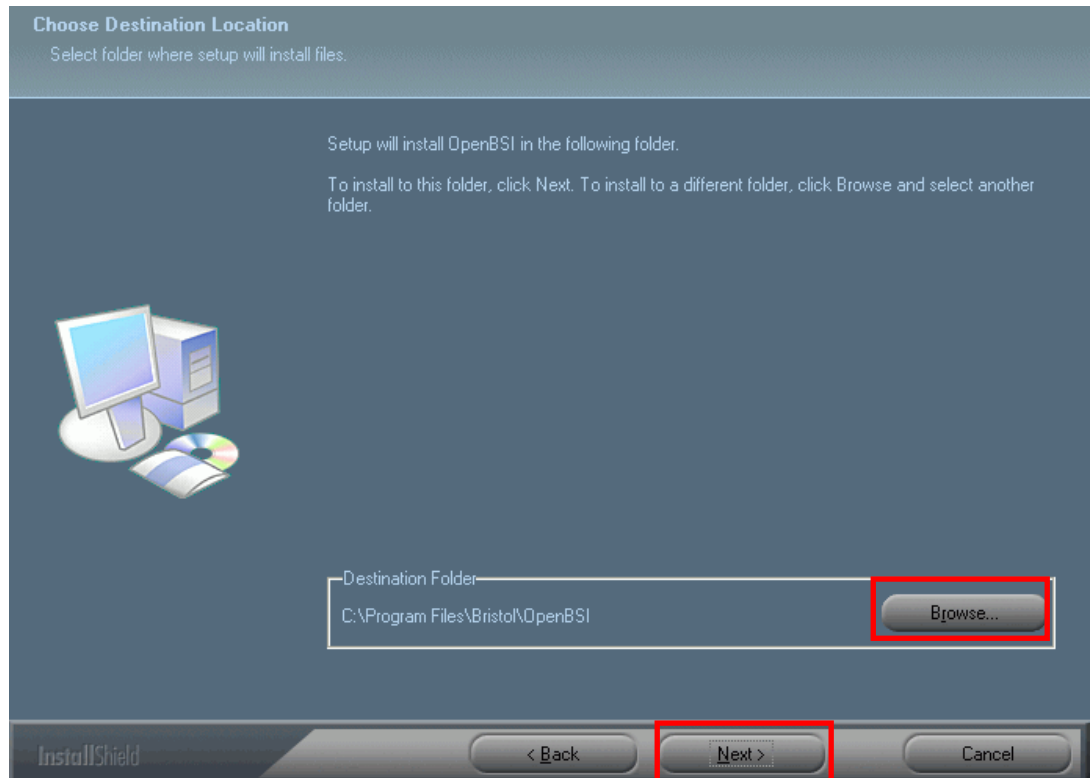 Choose Destination Location
Select folder where setup will install files.
Setup will install OpenBSI in the following folder.
To install to this folder, click Next. To install to a different folder, click Browse and select another
folder.
Destination Folder
C:\Program Files\Bristol\OpenBSI
Browse...
InstallShield
< Back
Next >
Cancel